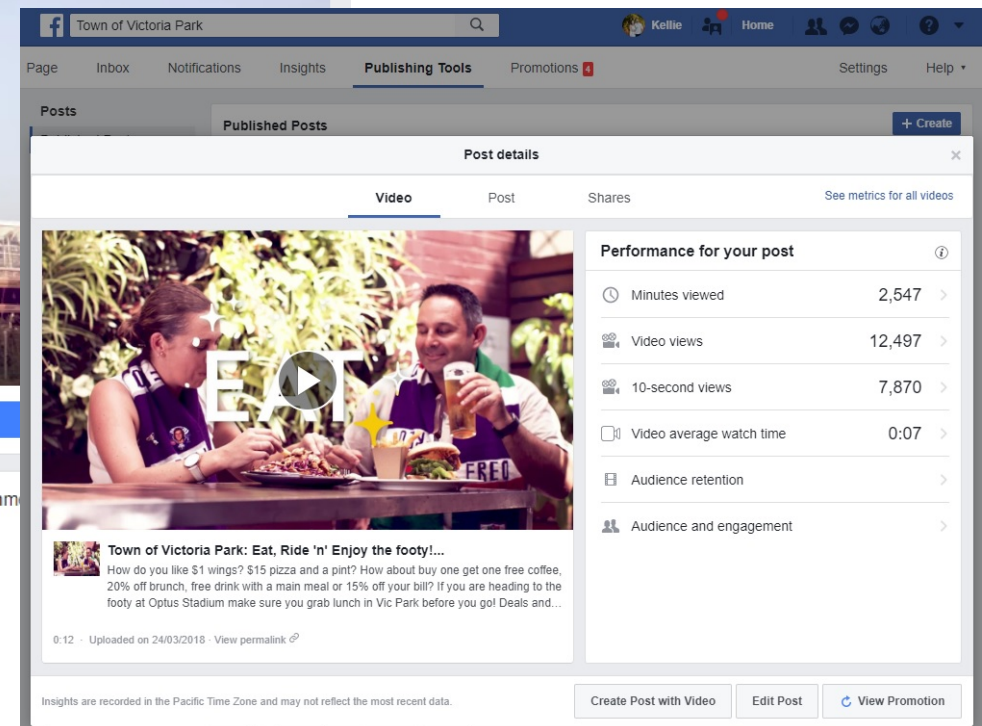 Town of Victoria Park
Kellie
Home
Page Inbox Notifications Insights Publishing Tools Promotions 4 Settings Help
Posts
Published Posts
+ Create
Post details
Video Post Shares See metrics for all videos
EAT
FREO
Performance for your post
Minutes viewed 2,547
Video views 12,497
10-second views 7,870
Video average watch time 0:07
Audience retention
Audience and engagement
Town of Victoria Park: Eat, Ride 'n' Enjoy the footy!...
How do you like $1 wings? $15 pizza and a pint? How about buy one get one free coffee,
20% off brunch, free drink with a main meal or 15% off your bill? If you are heading to the
footy at Optus Stadium make sure you grab lunch in Vic Park before you go! Deals and...
0:12 · Uploaded on 24/03/2018 · View permalink
Insights are recorded in the Pacific Time Zone and may not reflect the most recent data.
Create Post with Video Edit Post View Promotion